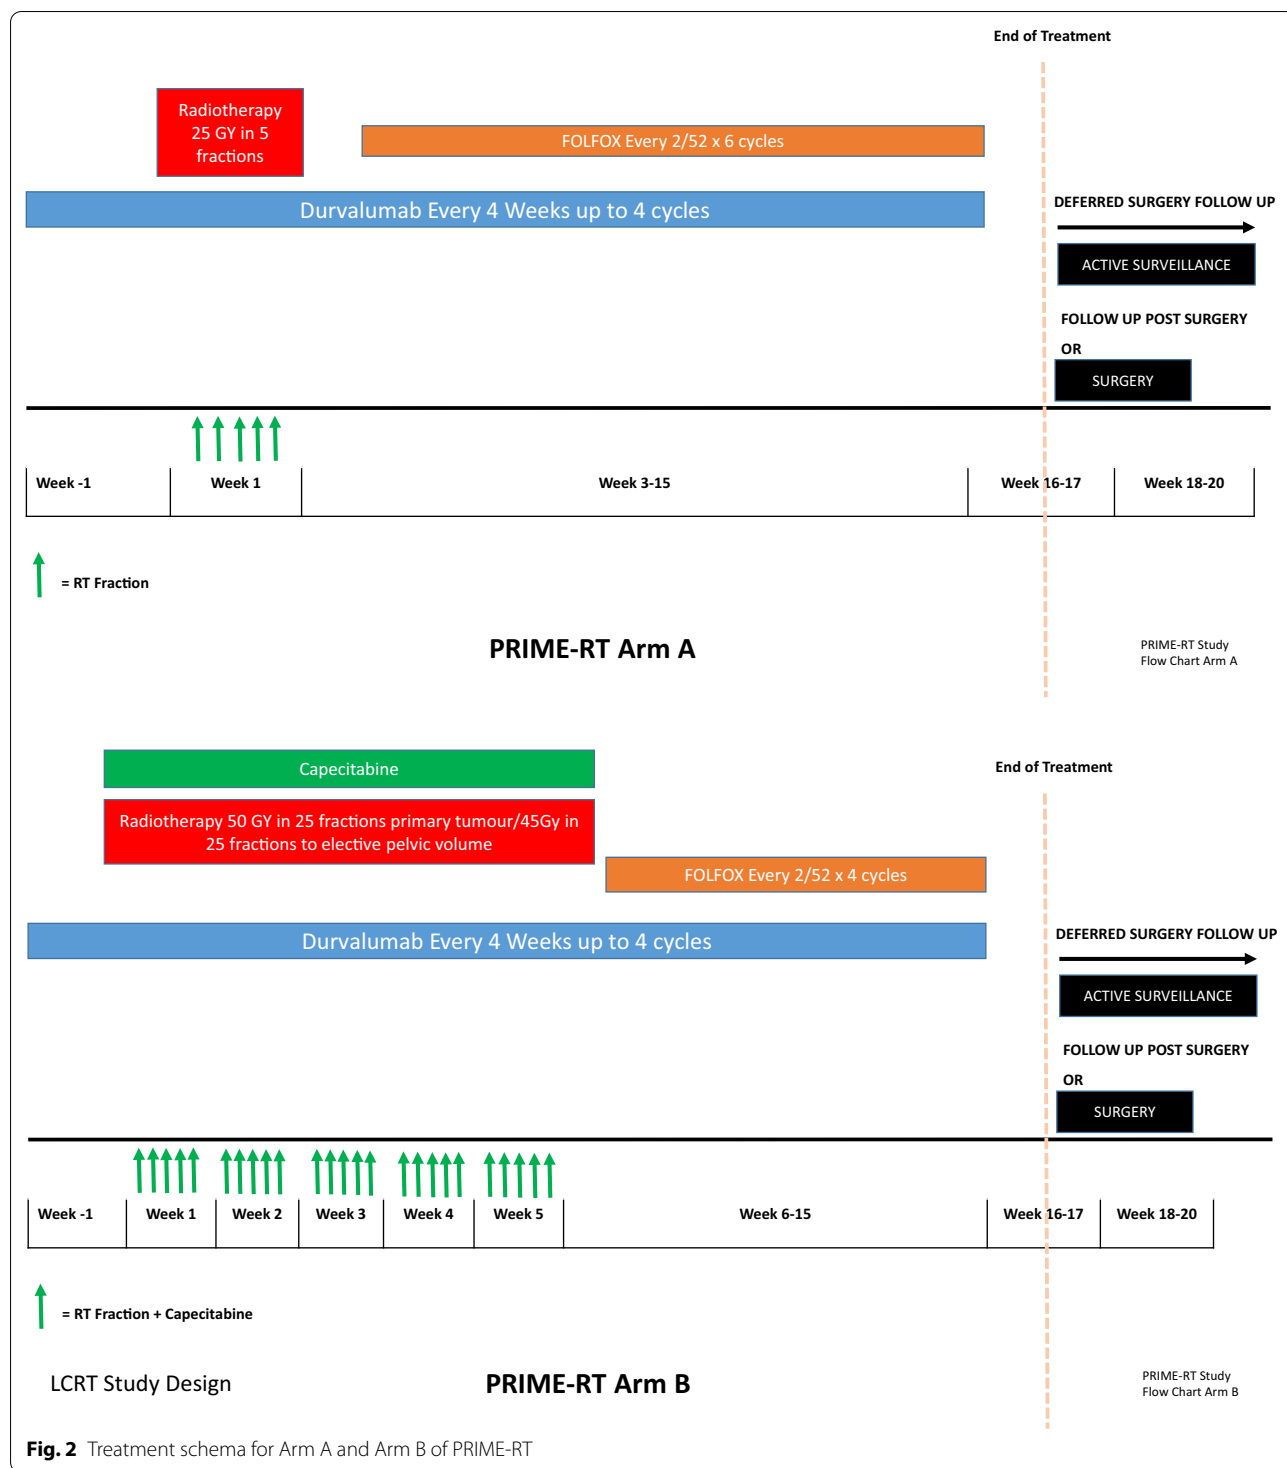 End of Treatment
Radiotherapy
25 GY in 5
fractions
FOLFOX Every 2/52 x 6 cycles
Durvalumab Every 4 Weeks up to 4 cycles
DEFERRED SURGERY FOLLOW UP
ACTIVE SURVEILLANCE
FOLLOW UP POST SURGERY
OR
SURGERY
Week -1
Week 1
Week 3-15
Week 16-17
Week 18-20
= RT Fraction
PRIME-RT Arm A
PRIME-RT Study
Flow Chart Arm A
Capecitabine
End of Treatment
Radiotherapy 50 GY in 25 fractions primary tumour/45Gy in
25 fractions to elective pelvic volume
FOLFOX Every 2/52 x 4 cycles
Durvalumab Every 4 Weeks up to 4 cycles
DEFERRED SURGERY FOLLOW UP
ACTIVE SURVEILLANCE
FOLLOW UP POST SURGERY
OR
SURGERY
Week -1
Week 1
Week 2
Week 3
Week 4
Week 5
Week 6-15
Week 16-17
Week 18-20
= RT Fraction + Capecitabine
LCRT Study Design
PRIME-RT Arm B
PRIME-RT Study
Flow Chart Arm B
Fig. 2 Treatment schema for Arm A and Arm B of PRIME-RT